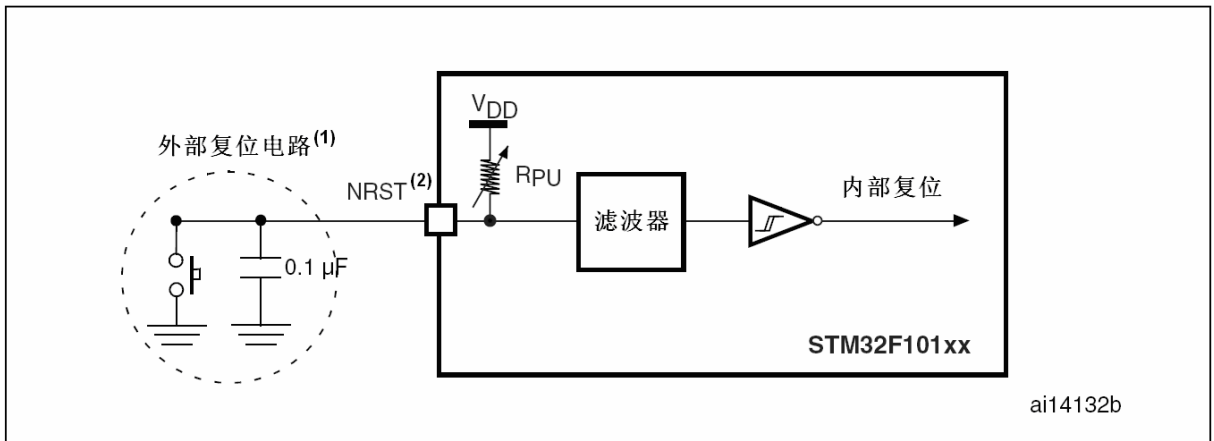 V_DD
外部复位电路(1)
NRST(2)
R_PU
滤波器
内部复位
0.1 µF
STM32F101xx
ai14132b